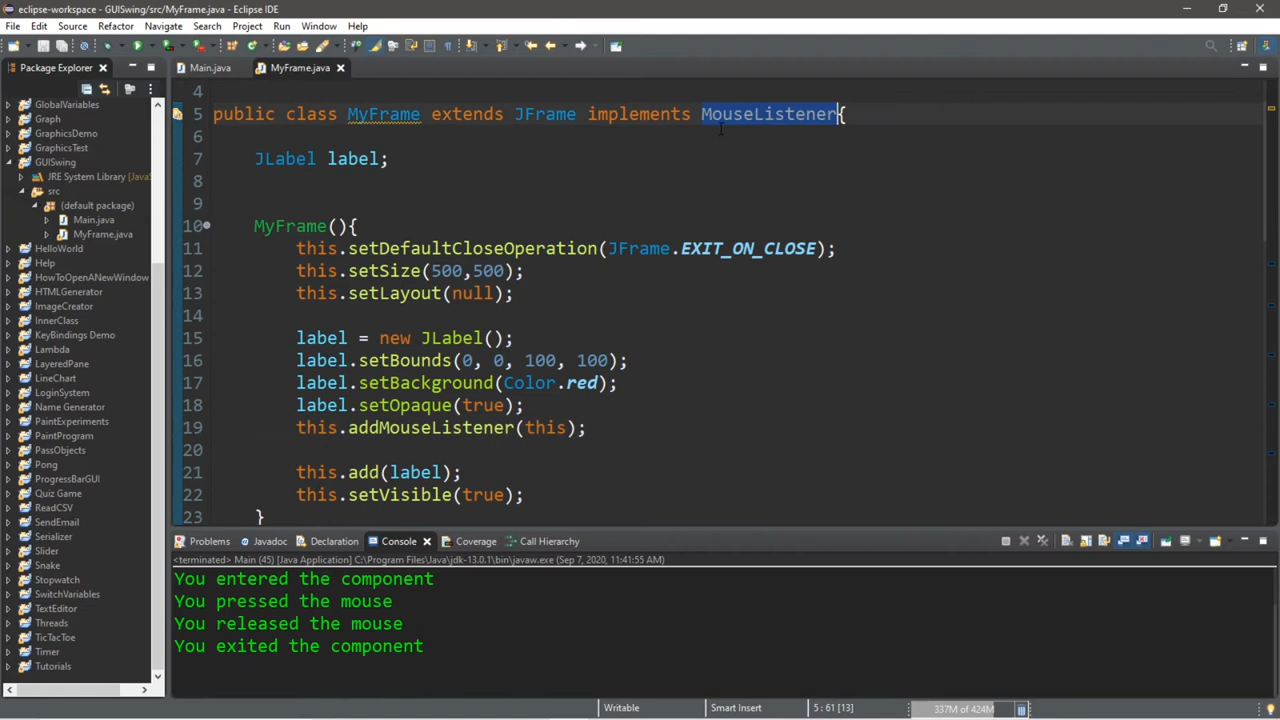 eclipse-workspace - GUISwing/src/MyFrame.java - Eclipse IDE
File Edit Source Refactor Navigate Search Project Run Window Help
Package Explorer
Main.java
MyFrame.java
GlobalVariables
Graph
GraphicsDemo
GraphicsTest
GUISwing
JRE System Library [JavaS
src
(default package)
Main.java
MyFrame.java
HelloWorld
Help
HowToOpenANewWindow
HTMLGenerator
ImageCreator
InnerClass
KeyBindings Demo
Lambda
LayeredPane
LineChart
LoginSystem
Name Generator
PaintExperiments
PaintProgram
PassObjects
Pong
ProgressBarGUI
Quiz Game
ReadCSV
SendEmail
Serializer
Slider
Snake
Stopwatch
SwitchVariables
TextEditor
Threads
TicTacToe
Timer
Tutorials
4
5 public class MyFrame extends JFrame implements MouseListener{
6
7 JLabel label;
8
9
10 MyFrame(){
11 this.setDefaultCloseOperation(JFrame.EXIT_ON_CLOSE);
12 this.setSize(500,500);
13 this.setLayout(null);
14
15 label = new JLabel();
16 label.setBounds(0, 0, 100, 100);
17 label.setBackground(Color.red);
18 label.setOpaque(true);
19 this.addMouseListener(this);
20
21 this.add(label);
22 this.setVisible(true);
23 }
Problems Javadoc Declaration Console Coverage Call Hierarchy
<terminated> Main (45) [Java Application] C:\Program Files\Java\jdk-13.0.1\bin\javaw.exe (Sep 7, 2020, 11:41:55 AM)
You entered the component
You pressed the mouse
You released the mouse
You exited the component
Writable Smart Insert 5 : 61 [13] 337M of 424M